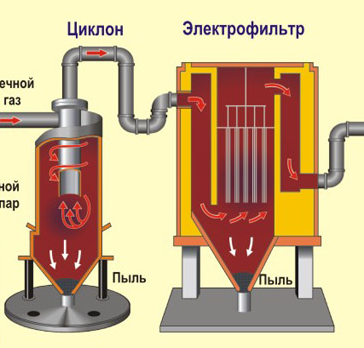 Циклон
Электрофильтр
ечной
газ
ной
пар
Пыль
Пыль